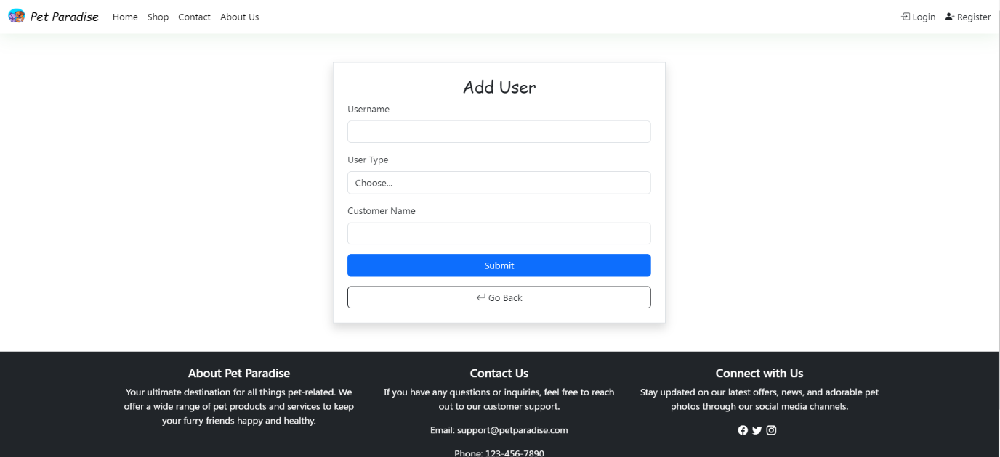 Pet Paradise Home Shop Contact About Us Login Register
Add User
Username
User Type
Choose...
Customer Name
Submit
Go Back
About Pet Paradise
Your ultimate destination for all things pet-related. We
offer a wide range of pet products and services to keep
your furry friends happy and healthy.
Contact Us
If you have any questions or inquiries, feel free to reach
out to our customer support.
Email: support@petparadise.com
Phone: 123-456-7890
Connect with Us
Stay updated on our latest offers, news, and adorable pet
photos through our social media channels.